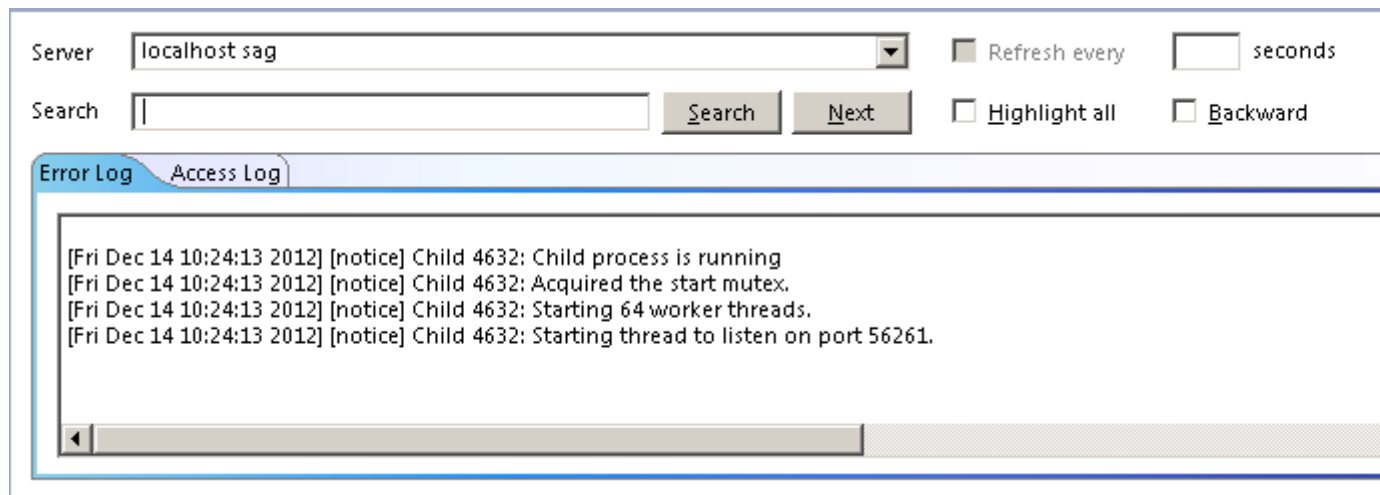 Server localhost sag Refresh every seconds
Search Search Next Highlight all Backward
Error Log Access Log
[Fri Dec 14 10:24:13 2012] [notice] Child 4632: Child process is running
[Fri Dec 14 10:24:13 2012] [notice] Child 4632: Acquired the start mutex.
[Fri Dec 14 10:24:13 2012] [notice] Child 4632: Starting 64 worker threads.
[Fri Dec 14 10:24:13 2012] [notice] Child 4632: Starting thread to listen on port 56261.